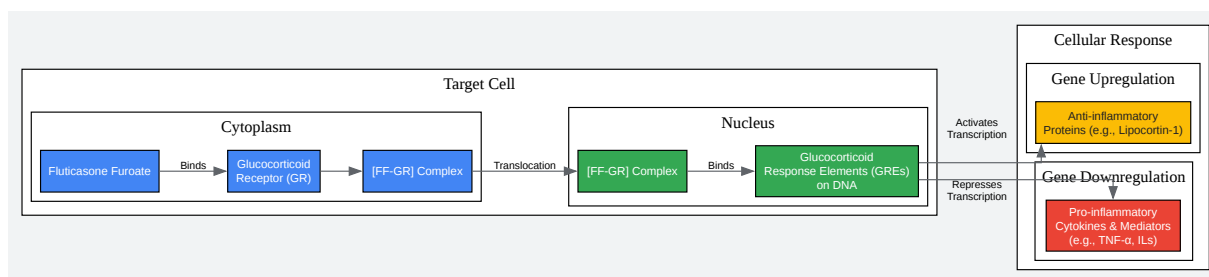 Cellular Response
Gene Upregulation
Target Cell
Cytoplasm
Nucleus
Anti-inflammatory
Proteins (e.g., Lipocortin-1)
Activates
Transcription
Fluticasone Furoate
Binds
Glucocorticoid
Receptor (GR)
[FF-GR] Complex
Translocation
[FF-GR] Complex
Binds
Glucocorticoid
Response Elements (GREs)
on DNA
Represses
Transcription
Gene Downregulation
Pro-inflammatory
Cytokines & Mediators
(e.g., TNF-α, ILs)